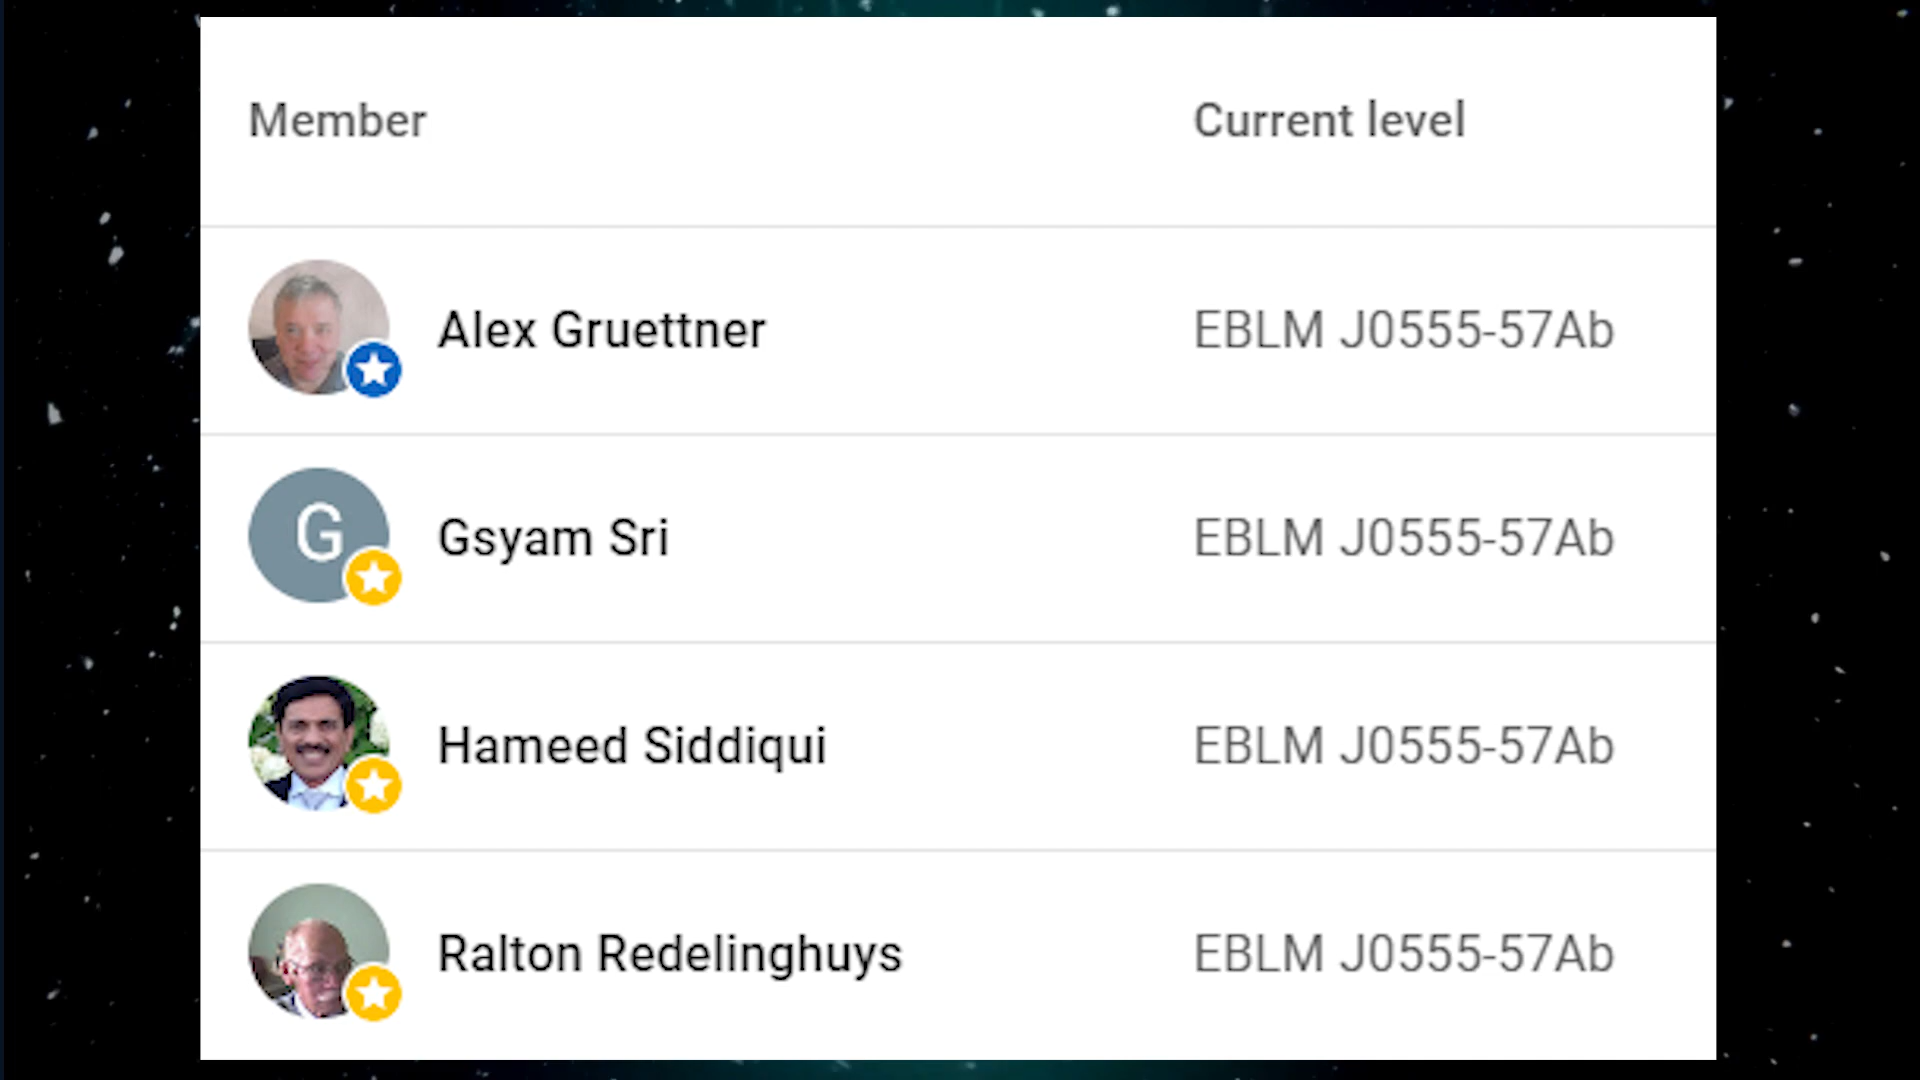 Member Current level
Alex Gruettner EBLM J0555-57Ab
G
Gsyam Sri EBLM J0555-57Ab
Hameed Siddiqui EBLM J0555-57Ab
Ralton Redelinghuys EBLM J0555-57Ab